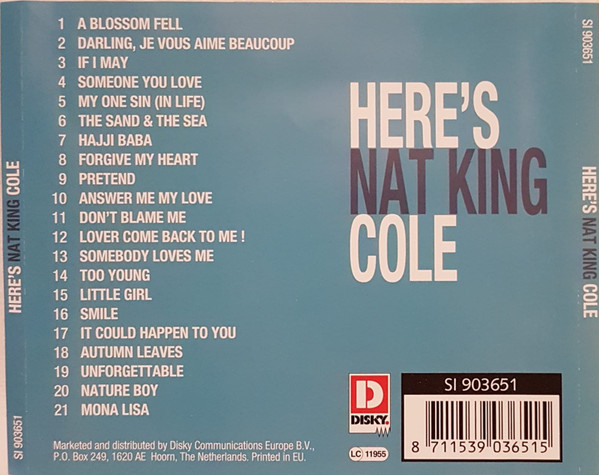 1 A BLOSSOM FELL
2 DARLING, JE VOUS AIME BEAUCOUP
3 IF I MAY
4 SOMEONE YOU LOVE
5 MY ONE SIN (IN LIFE)
6 THE SAND & THE SEA
7 HAJJI BABA
8 FORGIVE MY HEART
9 PRETEND
10 ANSWER ME MY LOVE
11 DON'T BLAME ME
12 LOVER COME BACK TO ME !
13 SOMEBODY LOVES ME
14 TOO YOUNG
15 LITTLE GIRL
16 SMILE
17 IT COULD HAPPEN TO YOU
18 AUTUMN LEAVES
19 UNFORGETTABLE
20 NATURE BOY
21 MONA LISA
Marketed and distributed by Disky Communications Europe B.V.,
P.O. Box 249, 1620 AE Hoorn, The Netherlands. Printed in EU.
HERE'S
NAT KING
COLE
D
DISKY
LC 11955
SI 903651
8 711539 036515
HERE'S NAT KING COLE
SI 903651
SI 903651
HERE'S NAT KING COLE